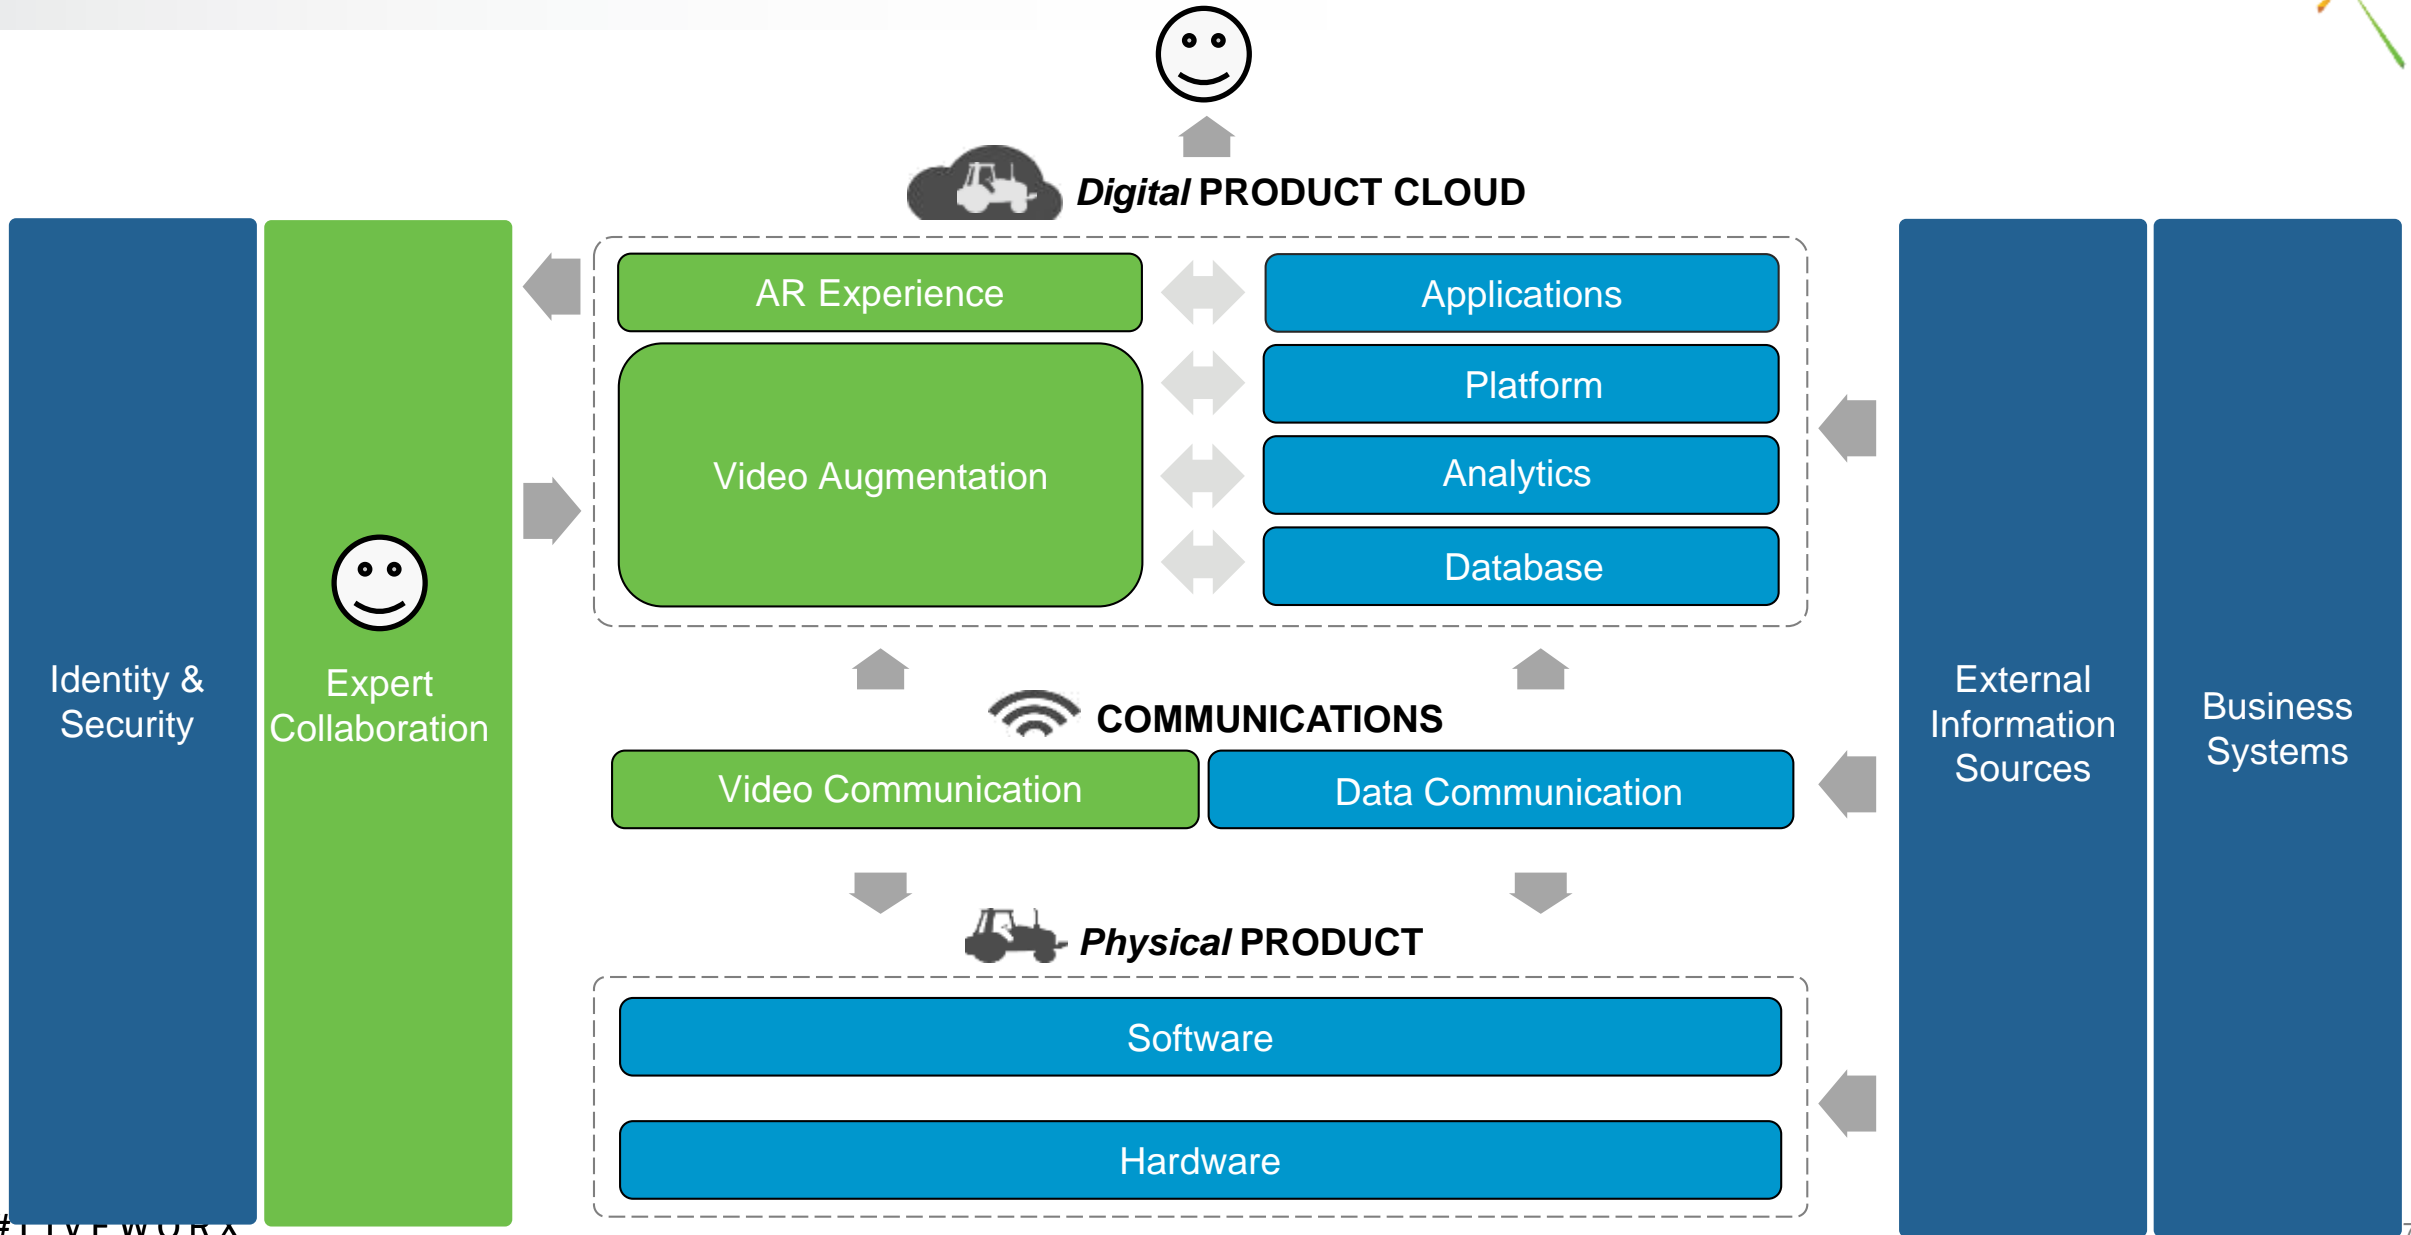 Digital PRODUCT CLOUD
AR Experience
Applications
Platform
Video Augmentation
Analytics
Database
Identity &
Security
Expert
Collaboration
External
Information
Sources
Business
Systems
COMMUNICATIONS
Video Communication
Data Communication
Physical PRODUCT
Software
Hardware
#LIVEWORX